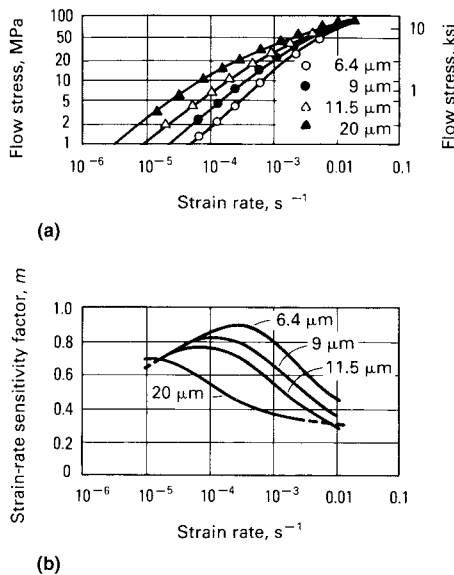 Flow stress, MPa
100
50
20
10
5
2
1
10
1
Flow stress, ksi
6.4 μm
9 μm
11.5 μm
20 μm
10⁻⁶ 10⁻⁵ 10⁻⁴ 10⁻³ 0.01 0.1
Strain rate, s⁻¹
(a)
Strain-rate sensitivity factor, m
1.0
0.8
0.6
0.4
0.2
0
6.4 μm
9 μm
11.5 μm
20 μm
10⁻⁶ 10⁻⁵ 10⁻⁴ 10⁻³ 0.01 0.1
Strain rate, s⁻¹
(b)